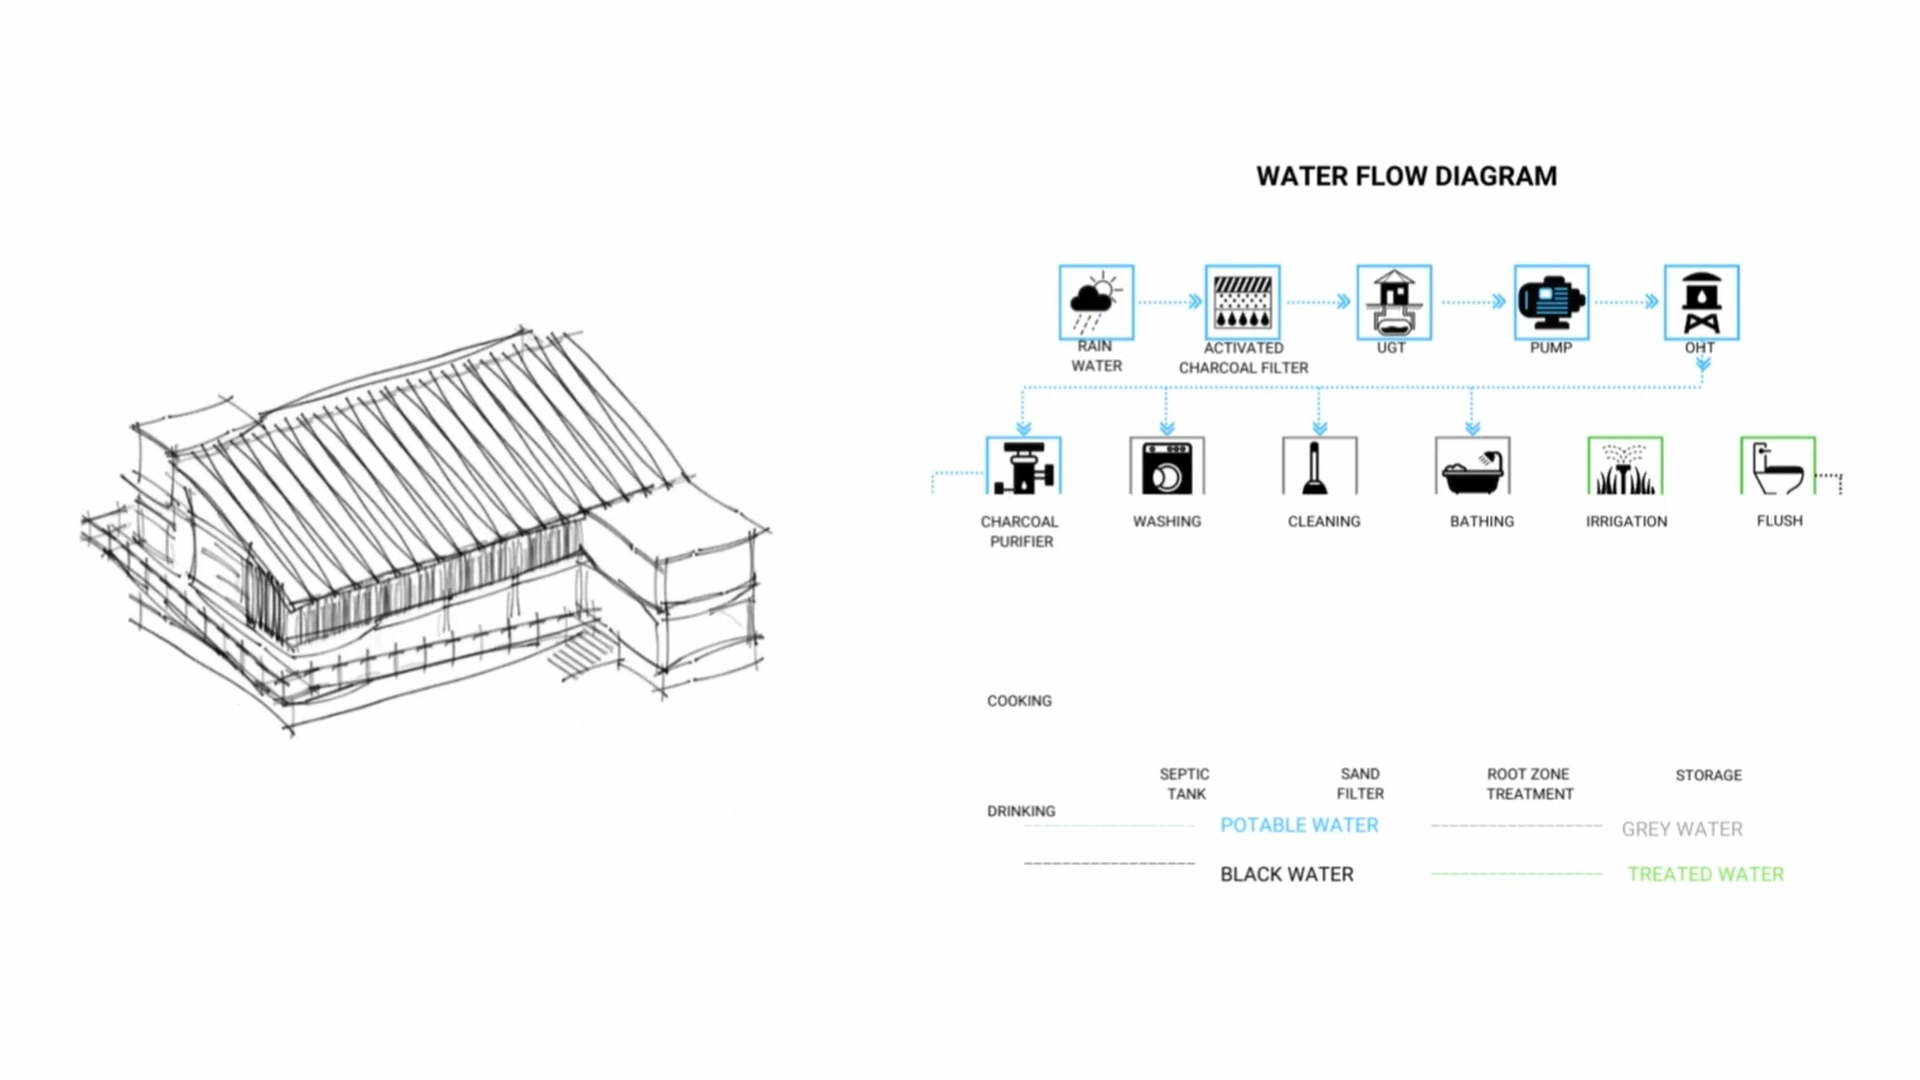 WATER FLOW DIAGRAM
RAIN
WATER
ACTIVATED
CHARCOAL FILTER
UGT
PUMP
OHT
CHARCOAL
PURIFIER
WASHING
CLEANING
BATHING
IRRIGATION
FLUSH
COOKING
SEPTIC
TANK
SAND
FILTER
ROOT ZONE
TREATMENT
STORAGE
DRINKING
POTABLE WATER
GREY WATER
BLACK WATER
TREATED WATER